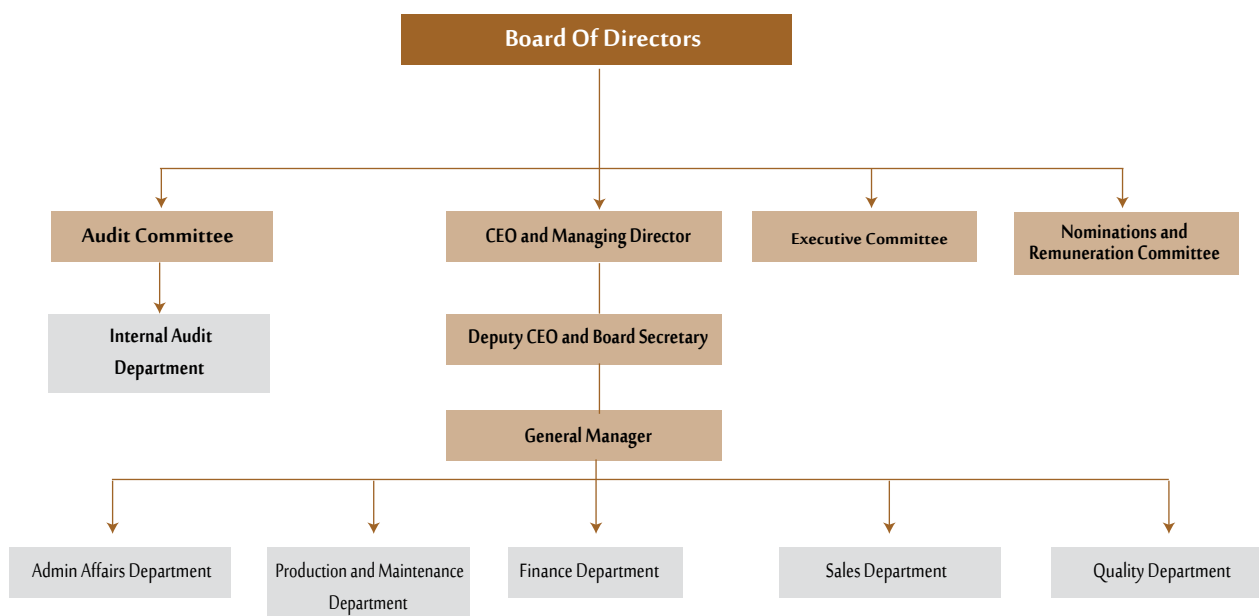 Board Of Directors
Audit Committee
CEO and Managing Director
Executive Committee
Nominations and
Remuneration Committee
Internal Audit
Department
Deputy CEO and Board Secretary
General Manager
Admin Affairs Department
Production and Maintenance
Department
Finance Department
Sales Department
Quality Department